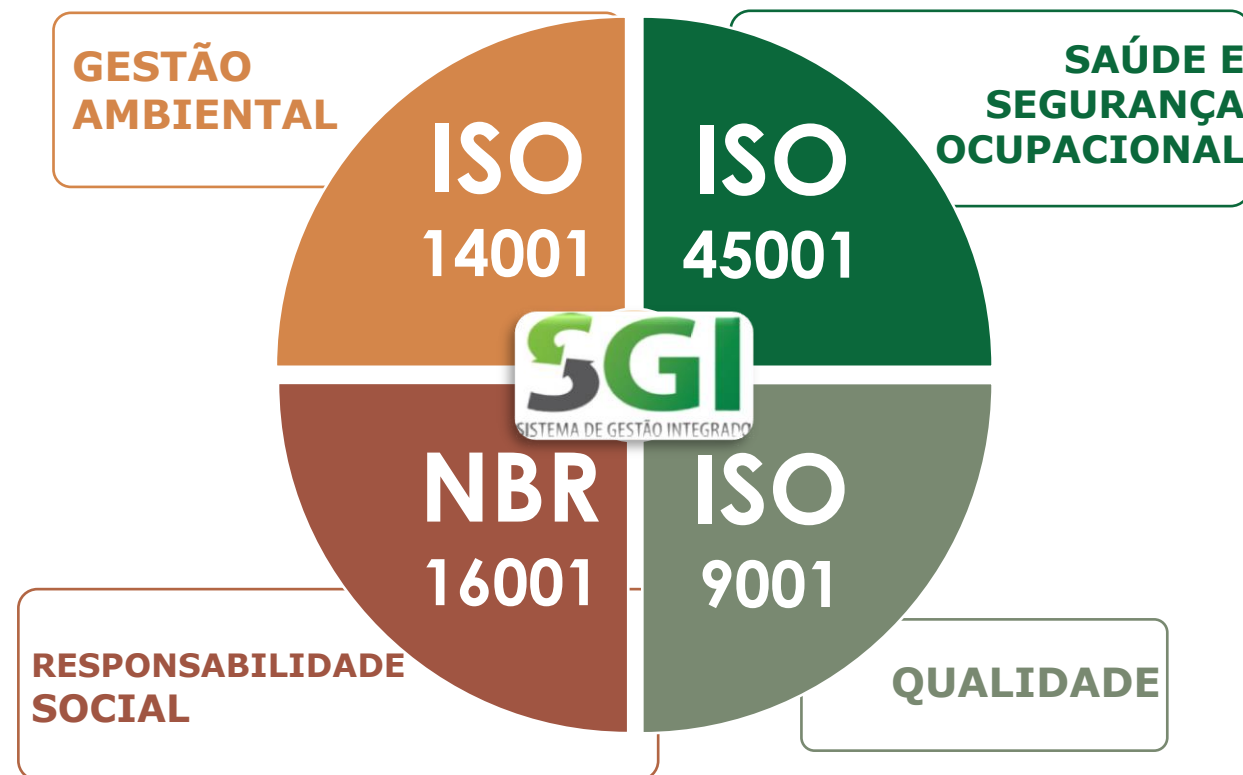 GESTÃO
AMBIENTAL
SAÚDE E
SEGURANÇA
OCUPACIONAL
ISO
14001
ISO
45001
SGI
SISTEMA DE GESTÃO INTEGRADO
NBR
16001
ISO
9001
RESPONSABILIDADE
SOCIAL
QUALIDADE